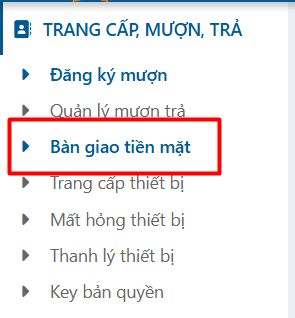 TRANG CẤP, MƯỢN, TRẢ
Đăng ký mượn
Quản lý mượn trả
Bàn giao tiền mặt
Trang cấp thiết bị
Mất hỏng thiết bị
Thanh lý thiết bị
Key bản quyền